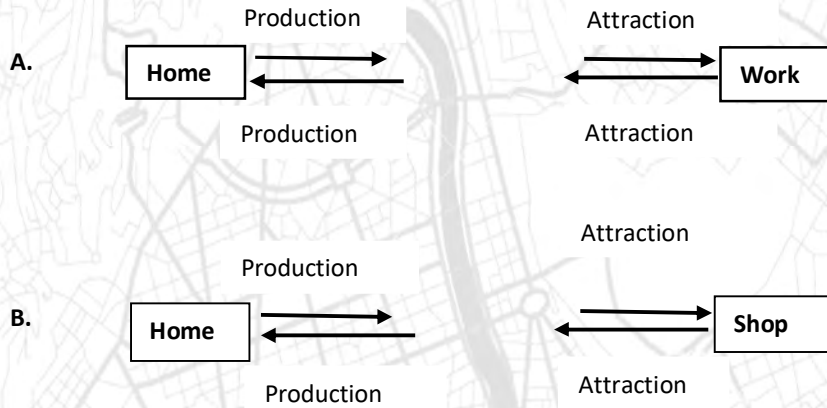 Production Attraction
A. Home Work
Production Attraction
Attraction
Production
B. Home Shop
Production Attraction